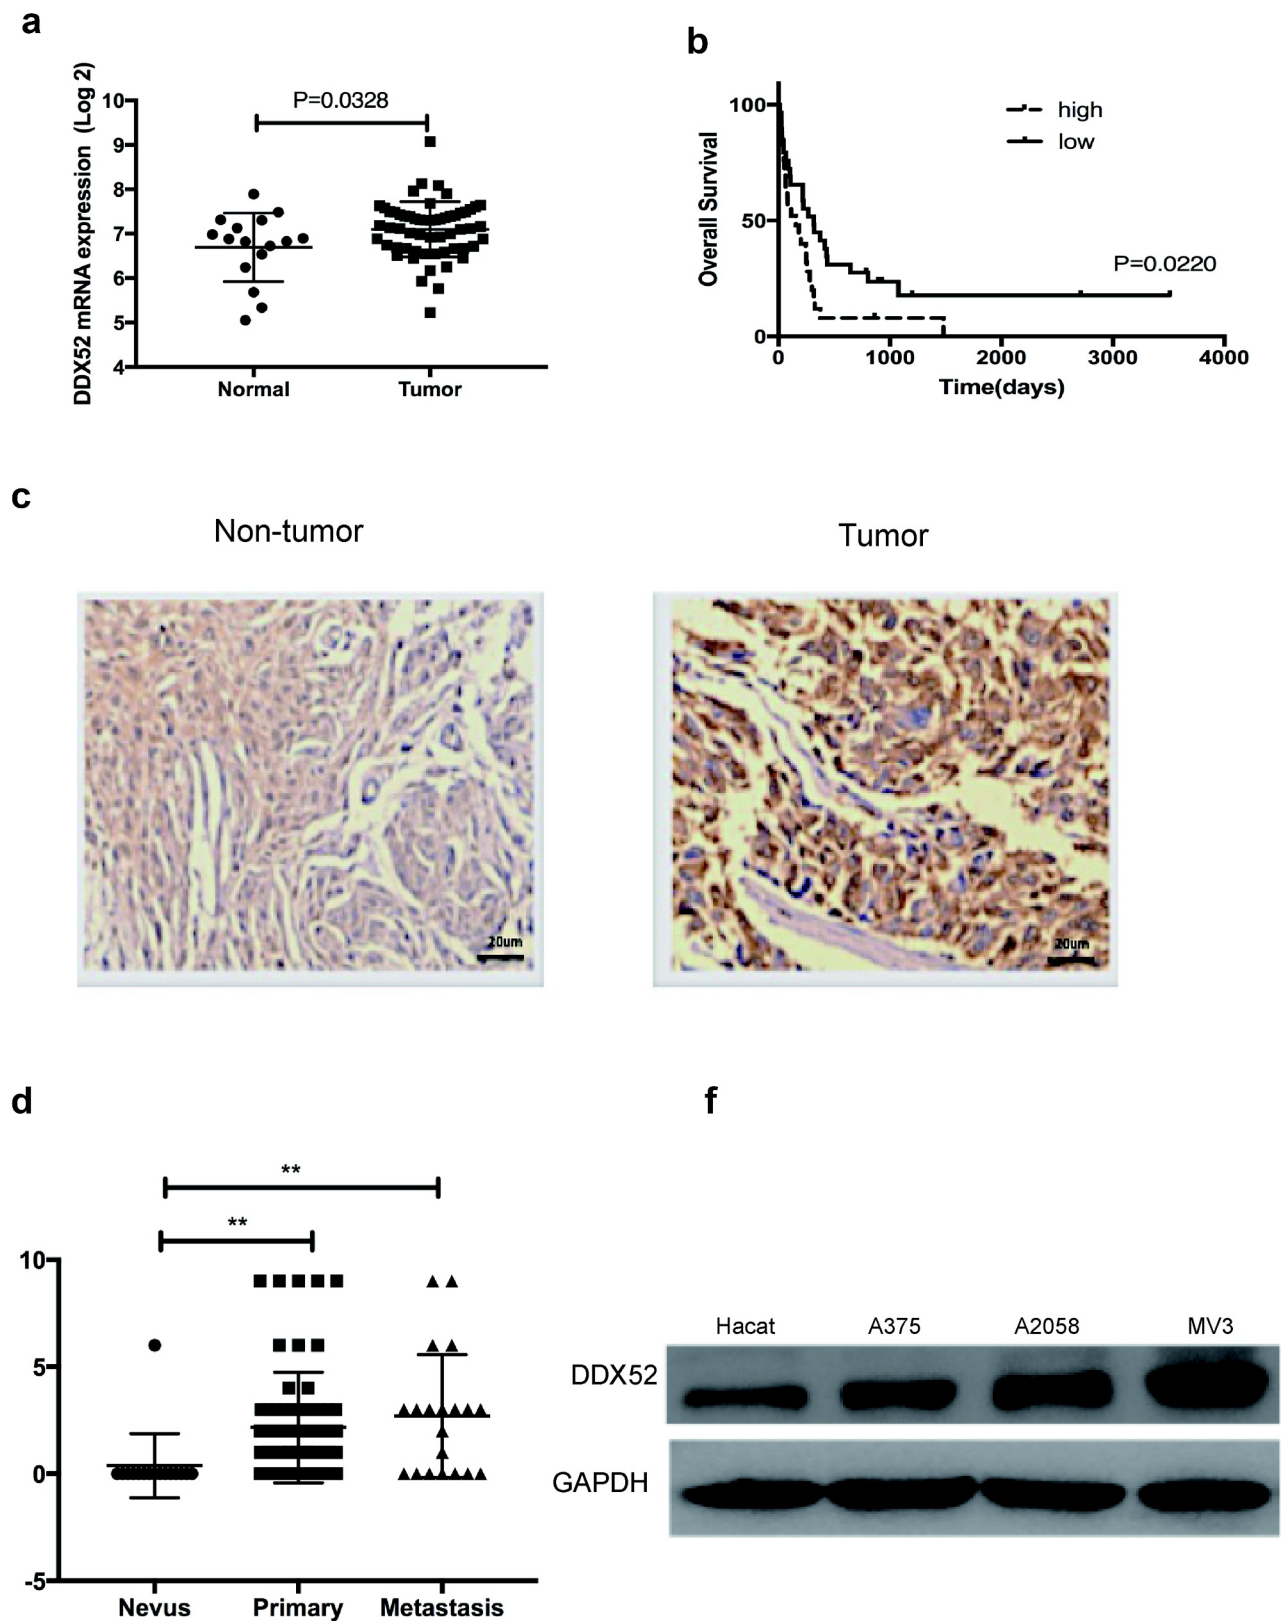 a
P=0.0328
DDX52 mRNA expression (Log 2)
10
9
8
7
6
5
4
Normal
Tumor
b
high
low
Overall Survival
100
50
0
P=0.0220
0
1000
2000
3000
4000
Time(days)
c
Non-tumor
Tumor
20um
20um
d
**
**
10
5
0
-5
Nevus
Primary
Metastasis
f
Hacat
A375
A2058
MV3
DDX52
GAPDH